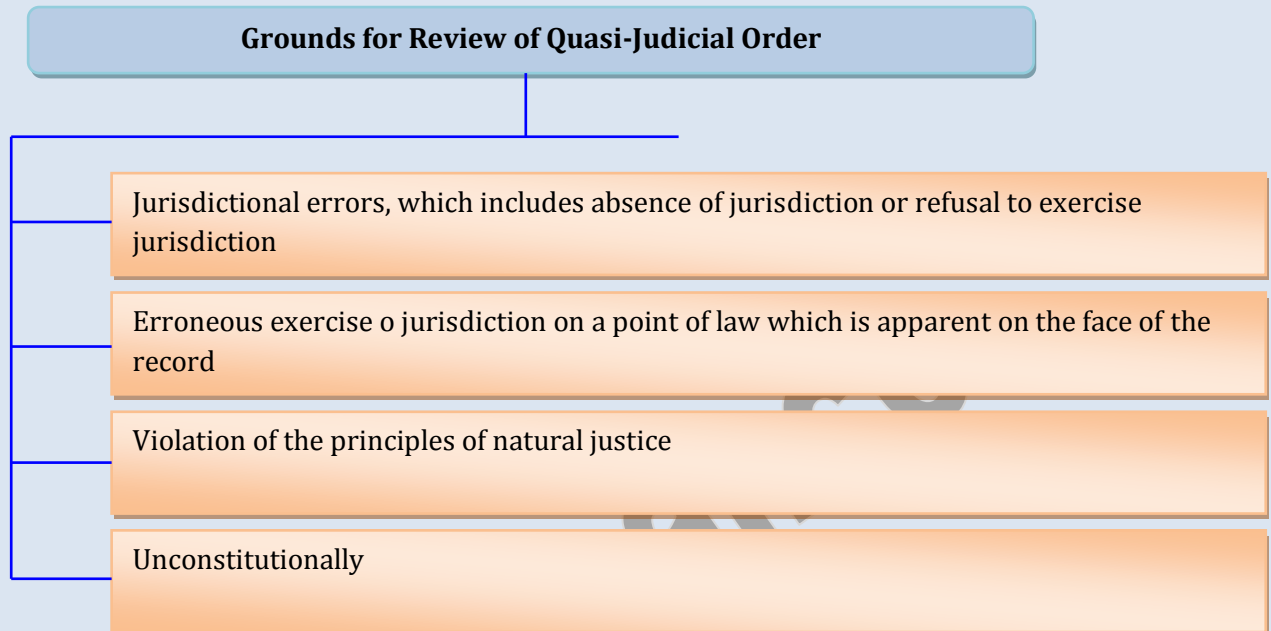 Grounds for Review of Quasi-Judicial Order
Jurisdictional errors, which includes absence of jurisdiction or refusal to exercise
jurisdiction
Erroneous exercise o jurisdiction on a point of law which is apparent on the face of the
record
Violation of the principles of natural justice
Unconstitutionally